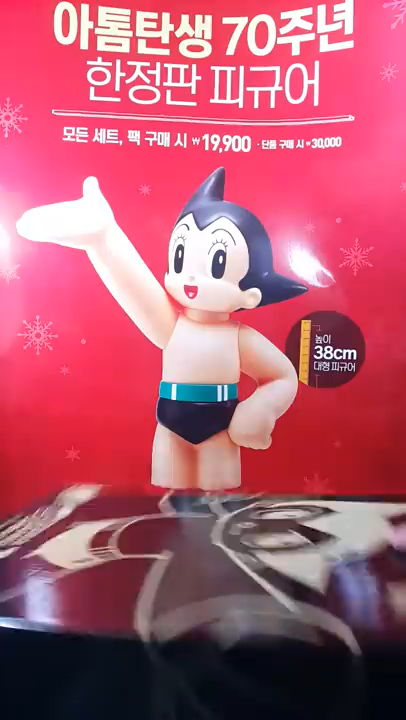 아톰탄생 70주년
한정판 피규어
모든 세트, 팩 구매 시 ₩19,900 · 단품 구매 시 ₩30,000
높이
38cm
대형 피규어